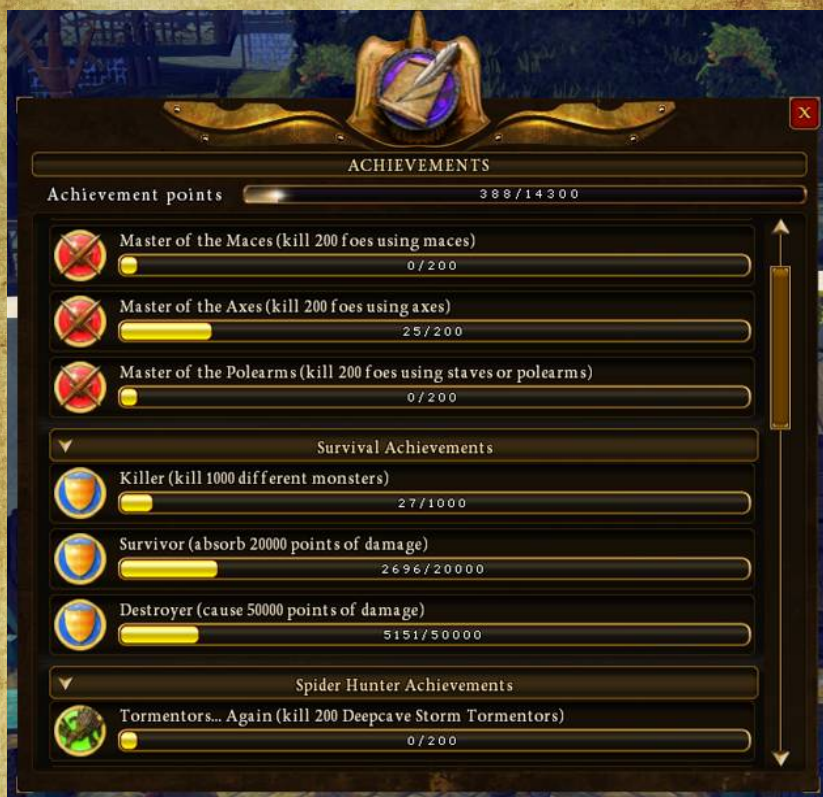 X
ACHIEVEMENTS
Achievement points 388/14300
Master of the Maces (kill 200 foes using maces)
0/200
Master of the Axes (kill 200 foes using axes)
25/200
Master of the Polearms (kill 200 foes using staves or polearms)
0/200
Survival Achievements
Killer (kill 1000 different monsters)
27/1000
Survivor (absorb 20000 points of damage)
2696/20000
Destroyer (cause 50000 points of damage)
5151/50000
Spider Hunter Achievements
Tormentors... Again (kill 200 Deepcave Storm Tormentors)
0/200